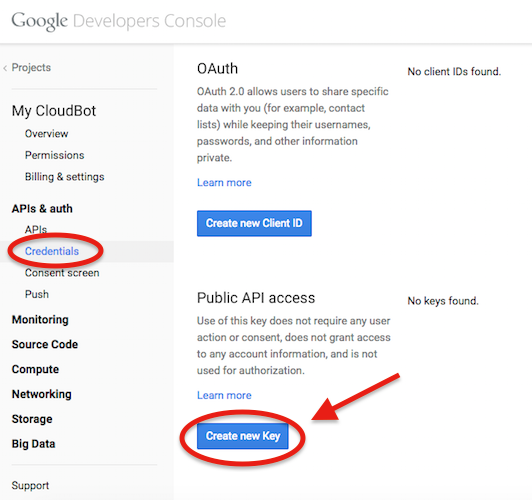 Google Developers Console
< Projects
My CloudBot
Overview
Permissions
Billing & settings
APIs & auth
APIs
Credentials
Consent screen
Push
Monitoring
Source Code
Compute
Networking
Storage
Big Data
Support
OAuth
OAuth 2.0 allows users to share specific
data with you (for example, contact
lists) while keeping their usernames,
passwords, and other information
private.
Learn more
Create new Client ID
No client IDs found.
Public API access
Use of this key does not require any user
action or consent, does not grant access
to any account information, and is not
used for authorization.
Learn more
Create new Key
No keys found.